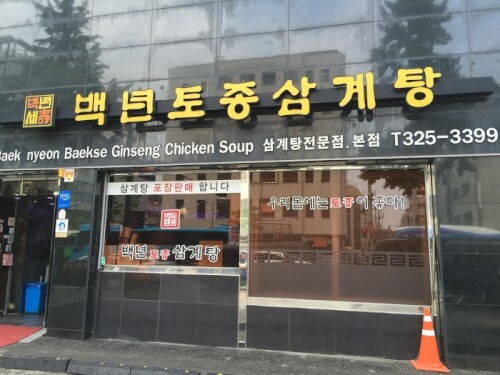 백년
세종
백년토종삼계탕
Baek nyeon Baekse Ginseng Chicken Soup 삼계탕전문점.본점 T325-3399
삼계탕 포장판매 합니다
우리몸에는 토종이 좋다!
백년토종삼계탕